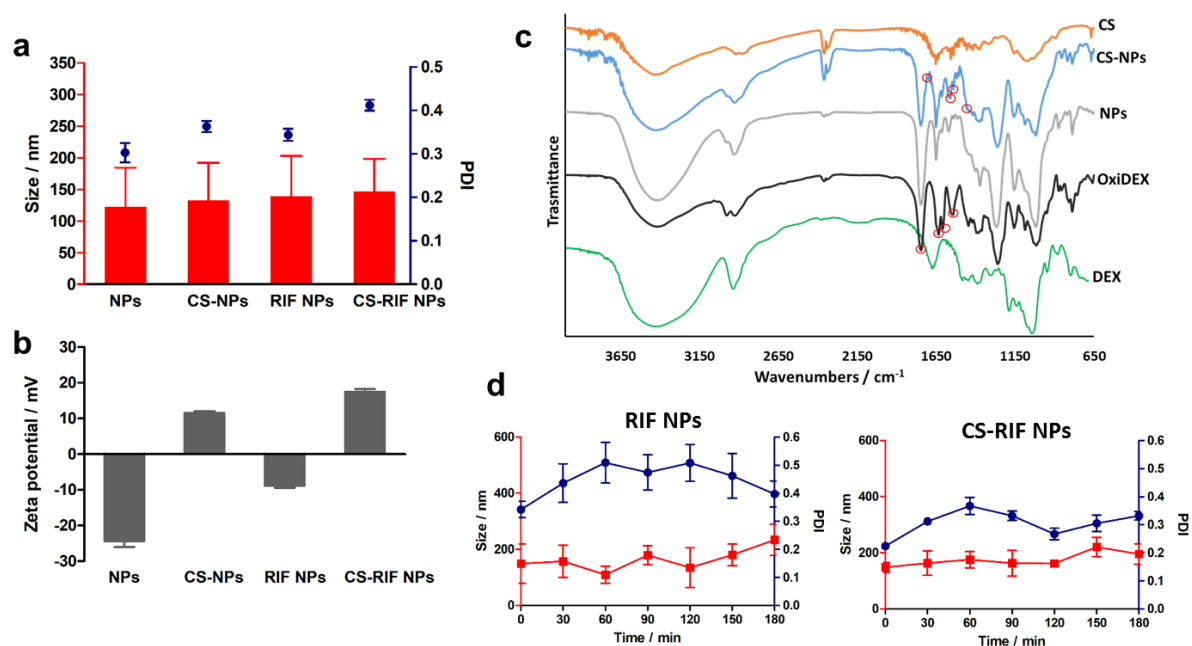 a
350
300
250
200
150
100
50
0
Size / nm
0.5
0.4
0.3
0.2
0.1
0.0
PDI
NPs CS-NPs RIF NPs CS-RIF NPs
b
30
20
10
0
-10
-20
-30
Zeta potential / mV
NPs CS-NPs RIF NPs CS-RIF NPs
c
Trasmittance
CS
CS-NPs
NPs
OxiDEX
DEX
3650 3150 2650 2150 1650 1150 650
Wavenumbers / cm⁻¹
d
RIF NPs
600
400
200
0
Size / nm
0.6
0.5
0.4
0.3
0.2
0.1
0.0
PDI
0 30 60 90 120 150 180
Time / min
CS-RIF NPs
600
400
200
0
Size / nm
0.6
0.5
0.4
0.3
0.2
0.1
0.0
PDI
0 30 60 90 120 150 180
Time / min